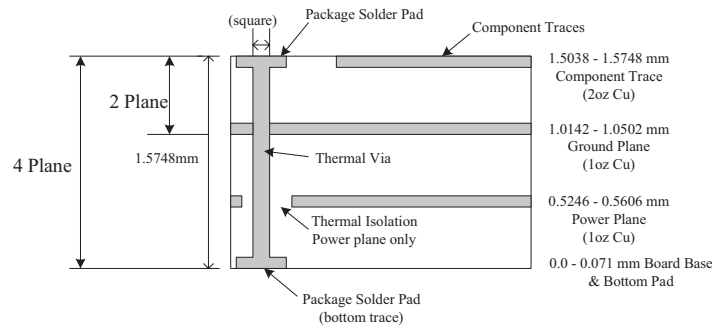 (square)
Package Solder Pad
Component Traces
1.5038 - 1.5748 mm
Component Trace
(2oz Cu)
2 Plane
4 Plane
1.5748mm
1.0142 - 1.0502 mm
Ground Plane
(1oz Cu)
Thermal Via
0.5246 - 0.5606 mm
Power Plane
(1oz Cu)
Thermal Isolation
Power plane only
0.0 - 0.071 mm Board Base
& Bottom Pad
Package Solder Pad
(bottom trace)